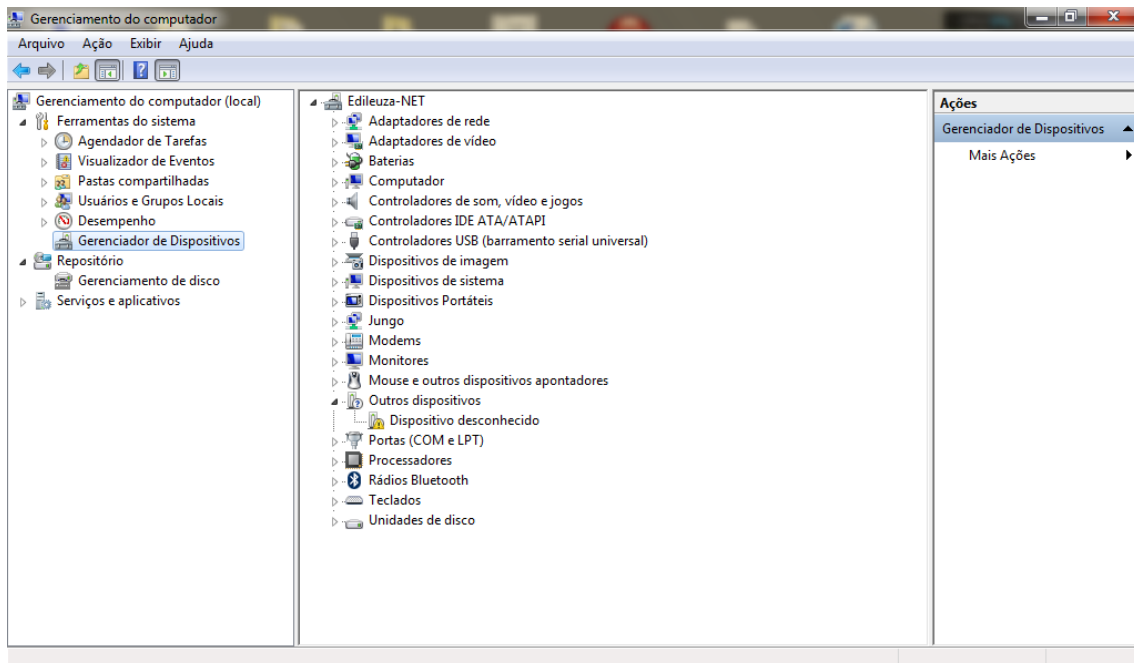 Gerenciamento do computador
Arquivo Ação Exibir Ajuda
Gerenciamento do computador (local)
Ferramentas do sistema
Agendador de Tarefas
Visualizador de Eventos
Pastas compartilhadas
Usuários e Grupos Locais
Desempenho
Gerenciador de Dispositivos
Repositório
Gerenciamento de disco
Serviços e aplicativos
Edileuza-NET
Adaptadores de rede
Adaptadores de vídeo
Baterias
Computador
Controladores de som, vídeo e jogos
Controladores IDE ATA/ATAPI
Controladores USB (barramento serial universal)
Dispositivos de imagem
Dispositivos de sistema
Dispositivos Portáteis
Jungo
Modems
Monitores
Mouse e outros dispositivos apontadores
Outros dispositivos
Dispositivo desconhecido
Portas (COM e LPT)
Processadores
Rádios Bluetooth
Teclados
Unidades de disco
Ações
Gerenciador de Dispositivos
Mais Ações